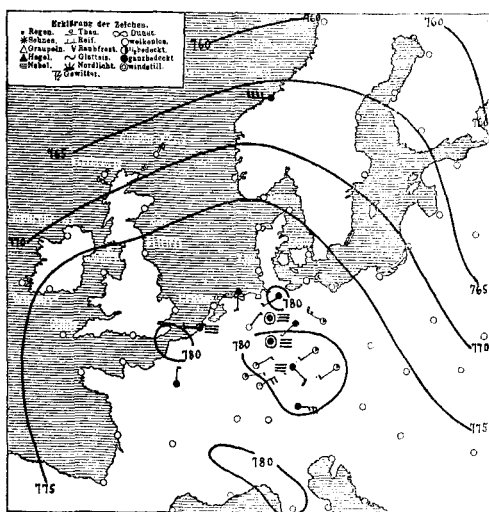 Erklärung der Zeichen.
Regen. Thau. Dunst.
Schnee. Reif. wolkenlos.
Graupeln. Rauhfrost. ½ bedeckt.
Hagel. Glatteis. ganz bedeckt
Nebel. Nordlicht. windstill.
Gewitter.
760
760
760
760
765
770
765
770
775
775
780
780
780
780